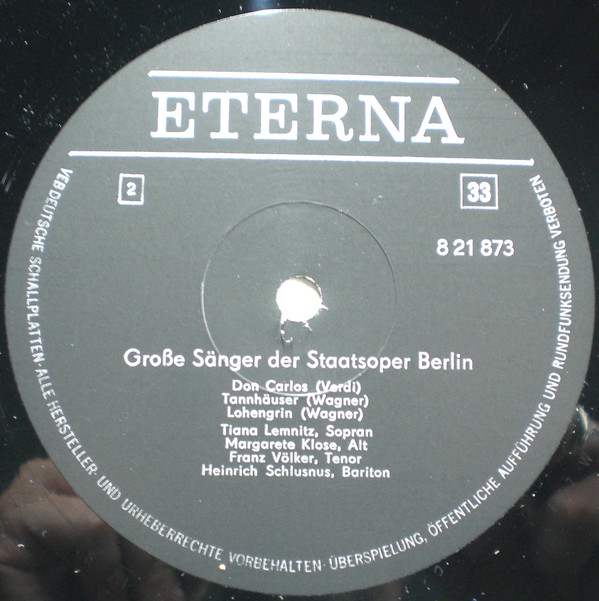 ETERNA
2
33
8 21 873
Große Sänger der Staatsoper Berlin
Don Carlos (Verdi)
Tannhäuser (Wagner)
Lohengrin (Wagner)
Tiana Lemnitz, Sopran
Margarete Klose, Alt
Franz Völker, Tenor
Heinrich Schlusnus, Bariton
VEB DEUTSCHE SCHALLPLATTEN · ALLE HERSTELLER- UND URHEBERRECHTE VORBEHALTEN · ÜBERSPIELUNG, ÖFFENTLICHE AUFFÜHRUNG UND RUNDFUNKSENDUNG VERBOTEN